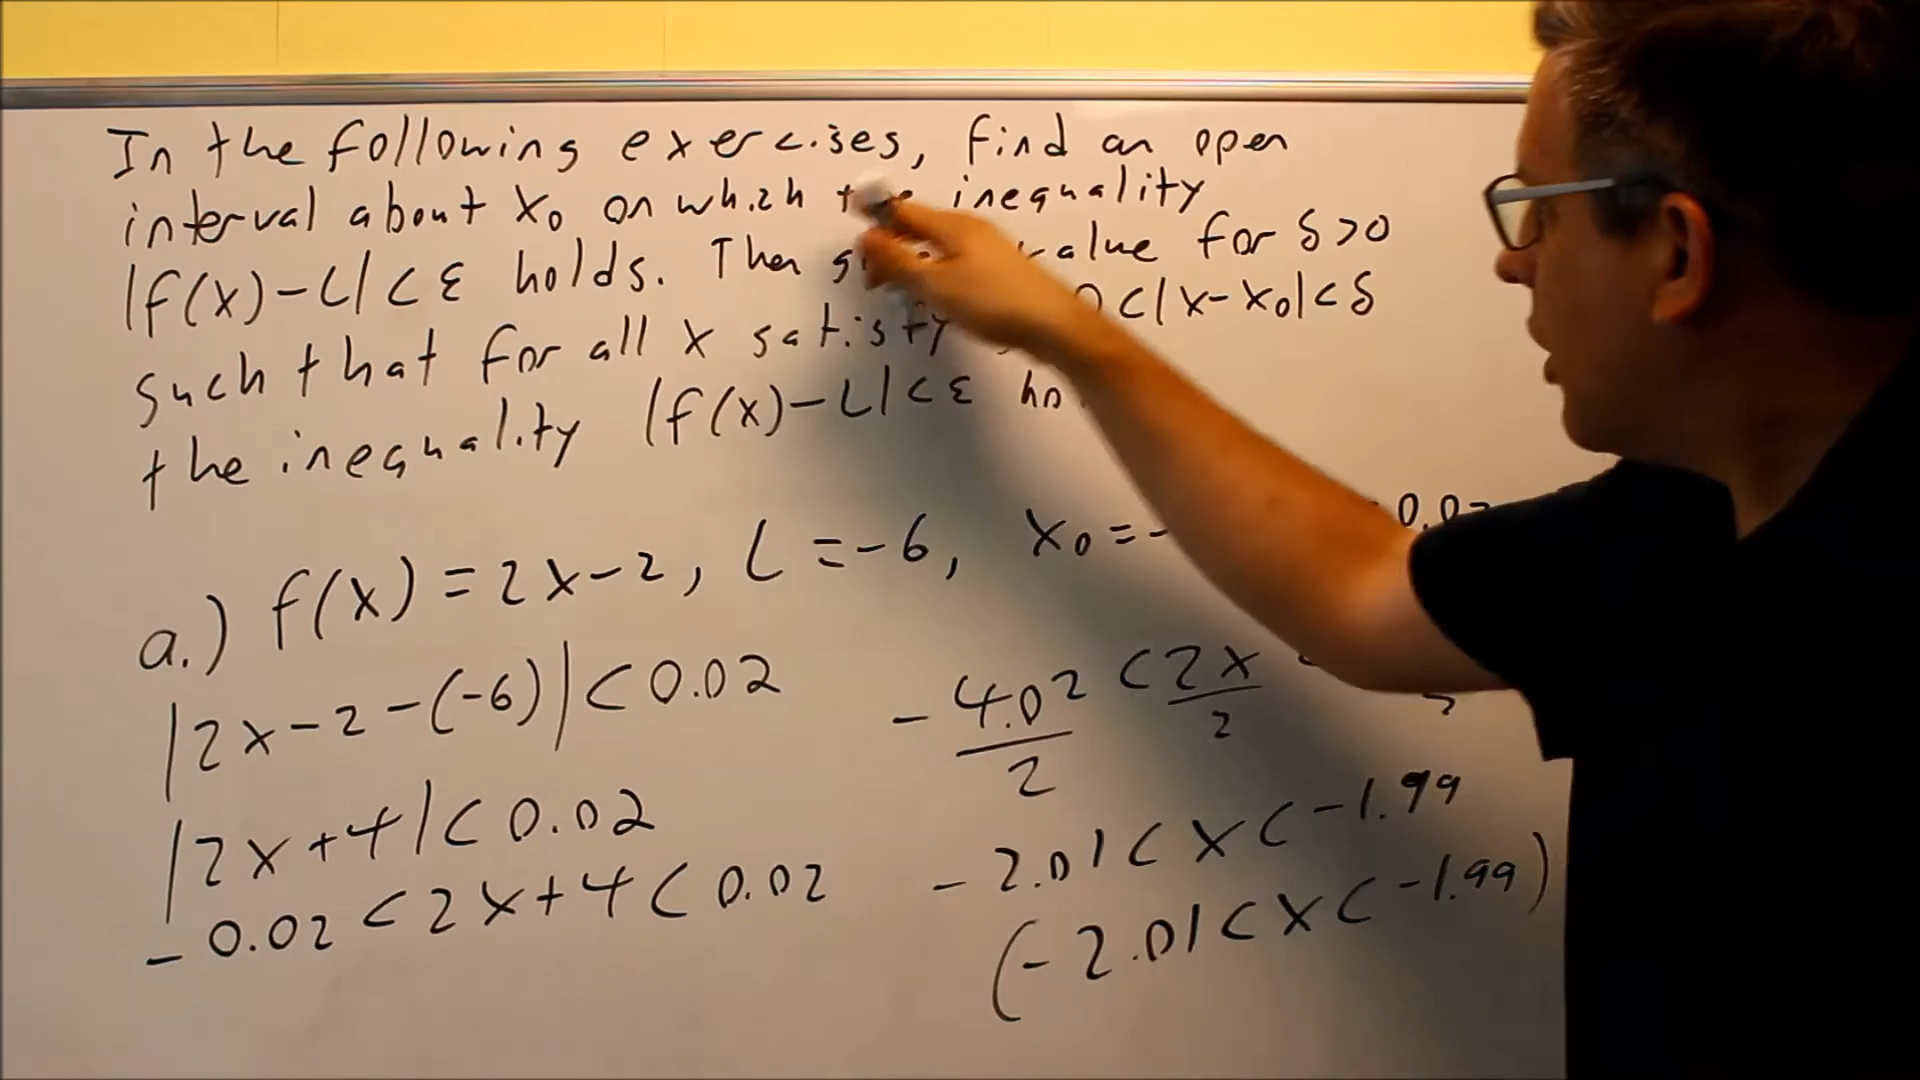 In the following exercises, find an open
interval about x₀ on which the inequality
|f(x)-L|<ε holds. Then value for δ>0
such that for all x satisfy 0<|x-x₀|<δ
the inequality |f(x)-L|<ε
a.) f(x)=2x-2, L=-6, x₀=-
|2x-2-(-6)|<0.02
|2x+4|<0.02
-0.02<2x+4<0.02
-4.02/2<2x/2
-2.01<x<-1.99
(-2.01<x<-1.99)